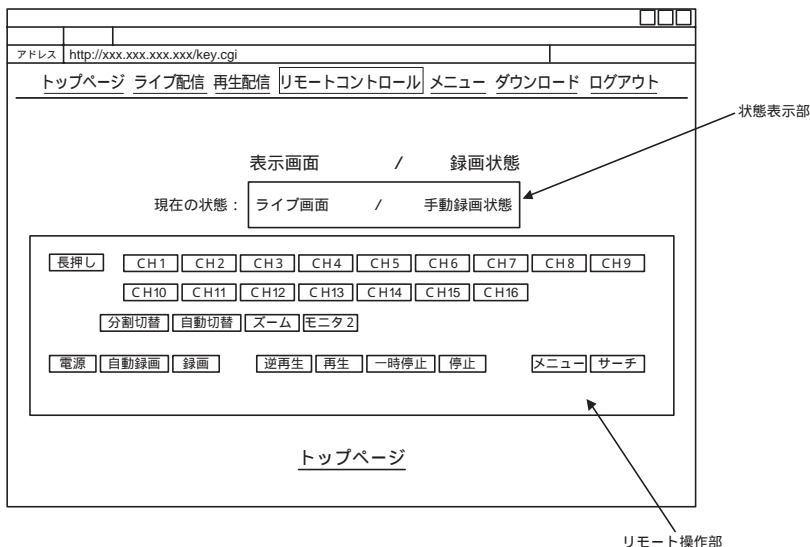 アドレス http://xxx.xxx.xxx.xxx/key.cgi
トップページ ライブ配信 再生配信 リモートコントロール メニュー ダウンロード ログアウト
状態表示部
表示画面 / 録画状態
現在の状態： ライブ画面 / 手動録画状態
長押し CH1 CH2 CH3 CH4 CH5 CH6 CH7 CH8 CH9
CH10 CH11 CH12 CH13 CH14 CH15 CH16
分割切替 自動切替 ズーム モニタ2
電源 自動録画 録画 逆再生 再生 一時停止 停止 メニュー サーチ
トップページ
リモート操作部